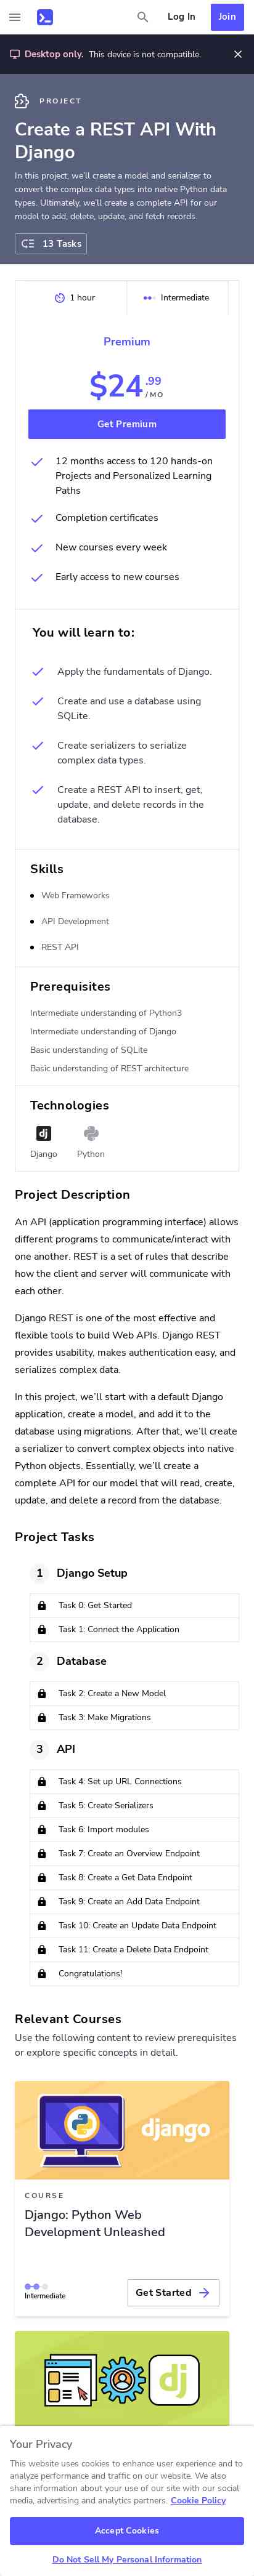 Log In
Join
Desktop only. This device is not compatible.
PROJECT
Create a REST API With
Django
In this project, we’ll create a model and serializer to
convert the complex data types into native Python data
types. Ultimately, we’ll create a complete API for our
model to add, delete, update, and fetch records.
13 Tasks
1 hour
Intermediate
Premium
$24.99 /MO
Get Premium
12 months access to 120 hands-on
Projects and Personalized Learning
Paths
Completion certificates
New courses every week
Early access to new courses
You will learn to:
Apply the fundamentals of Django.
Create and use a database using
SQLite.
Create serializers to serialize
complex data types.
Create a REST API to insert, get,
update, and delete records in the
database.
Skills
Web Frameworks
API Development
REST API
Prerequisites
Intermediate understanding of Python3
Intermediate understanding of Django
Basic understanding of SQLite
Basic understanding of REST architecture
Technologies
dj
Django
Python
Project Description
An API (application programming interface) allows
different programs to communicate/interact with
one another. REST is a set of rules that describe
how the client and server will communicate with
each other.
Django REST is one of the most effective and
flexible tools to build Web APIs. Django REST
provides usability, makes authentication easy, and
serializes complex data.
In this project, we’ll start with a default Django
application, create a model, and add it to the
database using migrations. After that, we’ll create
a serializer to convert complex objects into native
Python objects. Essentially, we’ll create a
complete API for our model that will read, create,
update, and delete a record from the database.
Project Tasks
1 Django Setup
Task 0: Get Started
Task 1: Connect the Application
2 Database
Task 2: Create a New Model
Task 3: Make Migrations
3 API
Task 4: Set up URL Connections
Task 5: Create Serializers
Task 6: Import modules
Task 7: Create an Overview Endpoint
Task 8: Create a Get Data Endpoint
Task 9: Create an Add Data Endpoint
Task 10: Create an Update Data Endpoint
Task 11: Create a Delete Data Endpoint
Congratulations!
Relevant Courses
Use the following content to review prerequisites
or explore specific concepts in detail.
django
COURSE
Django: Python Web
Development Unleashed
Intermediate
Get Started
dj
Your Privacy
This website uses cookies to enhance user experience and to
analyze performance and traffic on our website. We also
share information about your use of our site with our social
media, advertising and analytics partners. Cookie Policy
Accept Cookies
Do Not Sell My Personal Information